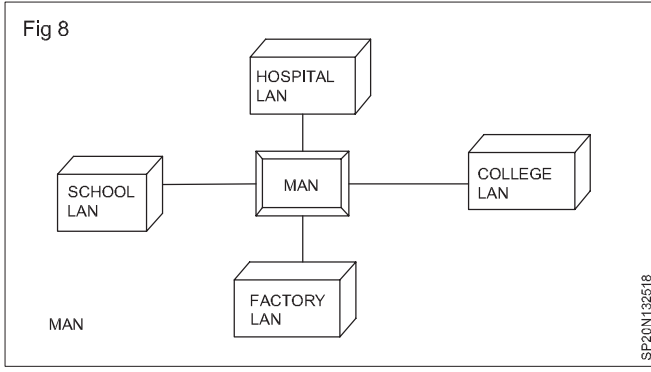 Fig 8
HOSPITAL
LAN
SCHOOL
LAN
MAN
COLLEGE
LAN
FACTORY
LAN
MAN
SP20N132518